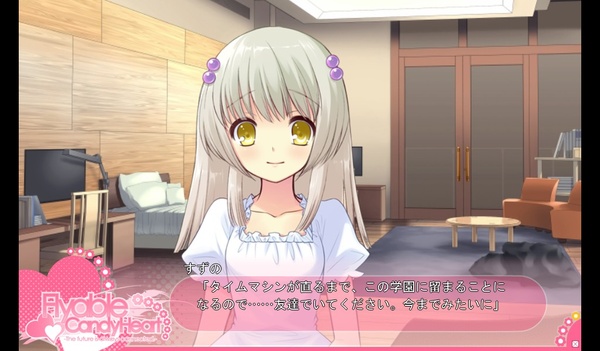 すずの
「タイムマシンが直るまで、この学園に留まることに
なるので……友達でいてください。今までみたいに」
Flyable
CandyHeart